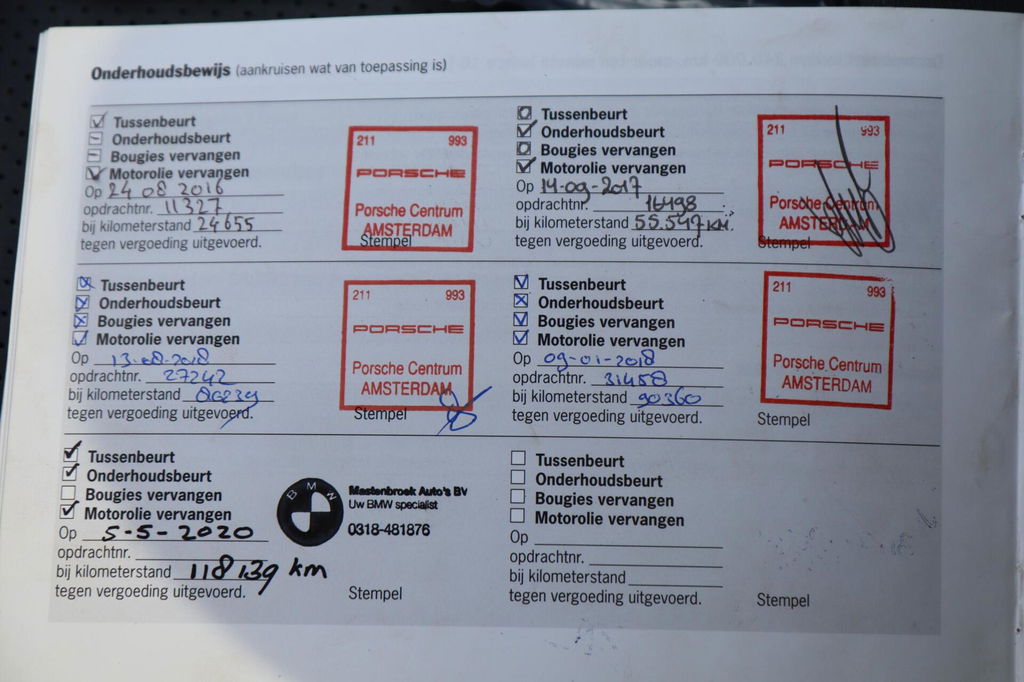 Onderhoudsbewijs (aankruisen wat van toepassing is)
Tussenbeurt
Onderhoudsbeurt
Bougies vervangen
Motorolie vervangen
Op 24 08 2016
opdrachtnr. 11327
bij kilometerstand 24655
tegen vergoeding uitgevoerd.
211 993
PORSCHE
Porsche Centrum
AMSTERDAM
Stempel
Tussenbeurt
Onderhoudsbeurt
Bougies vervangen
Motorolie vervangen
Op 14-09-2017
opdrachtnr. 16498
bij kilometerstand 55.547 KM.
tegen vergoeding uitgevoerd.
211 993
PORSCHE
Porsche Centrum
AMSTERDAM
Stempel
Tussenbeurt
Onderhoudsbeurt
Bougies vervangen
Motorolie vervangen
Op 13-08-2018
opdrachtnr. 27242
bij kilometerstand 86239
tegen vergoeding uitgevoerd.
211 993
PORSCHE
Porsche Centrum
AMSTERDAM
Stempel
Tussenbeurt
Onderhoudsbeurt
Bougies vervangen
Motorolie vervangen
Op 09-01-2018
opdrachtnr. 31458
bij kilometerstand 90360
tegen vergoeding uitgevoerd.
211 993
PORSCHE
Porsche Centrum
AMSTERDAM
Stempel
Tussenbeurt
Onderhoudsbeurt
Bougies vervangen
Motorolie vervangen
Op 5-5-2020
opdrachtnr.
bij kilometerstand 118139 km
tegen vergoeding uitgevoerd.
BMW
Mastenbroek Auto's BV
Uw BMW specialist
0318-481876
Stempel
Tussenbeurt
Onderhoudsbeurt
Bougies vervangen
Motorolie vervangen
Op
opdrachtnr.
bij kilometerstand
tegen vergoeding uitgevoerd.
Stempel